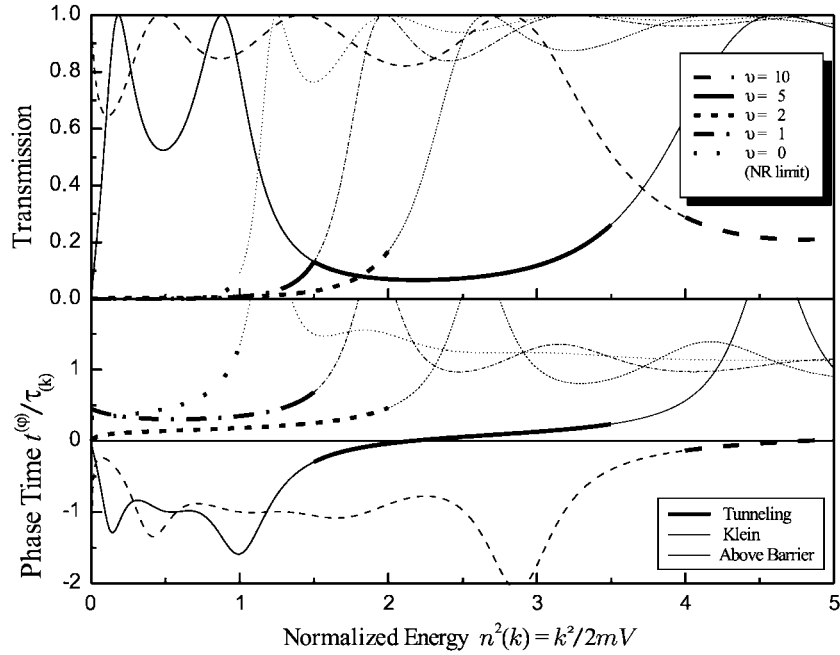 1.0
0.8
0.6
0.4
0.2
0.0
Transmission
υ = 10
υ = 5
υ = 2
υ = 1
υ = 0
(NR limit)
1
0
-1
-2
Phase Time t^(φ)/τ_(k)
Tunneling
Klein
Above Barrier
0 1 2 3 4 5
Normalized Energy n²(k) = k²/2mV